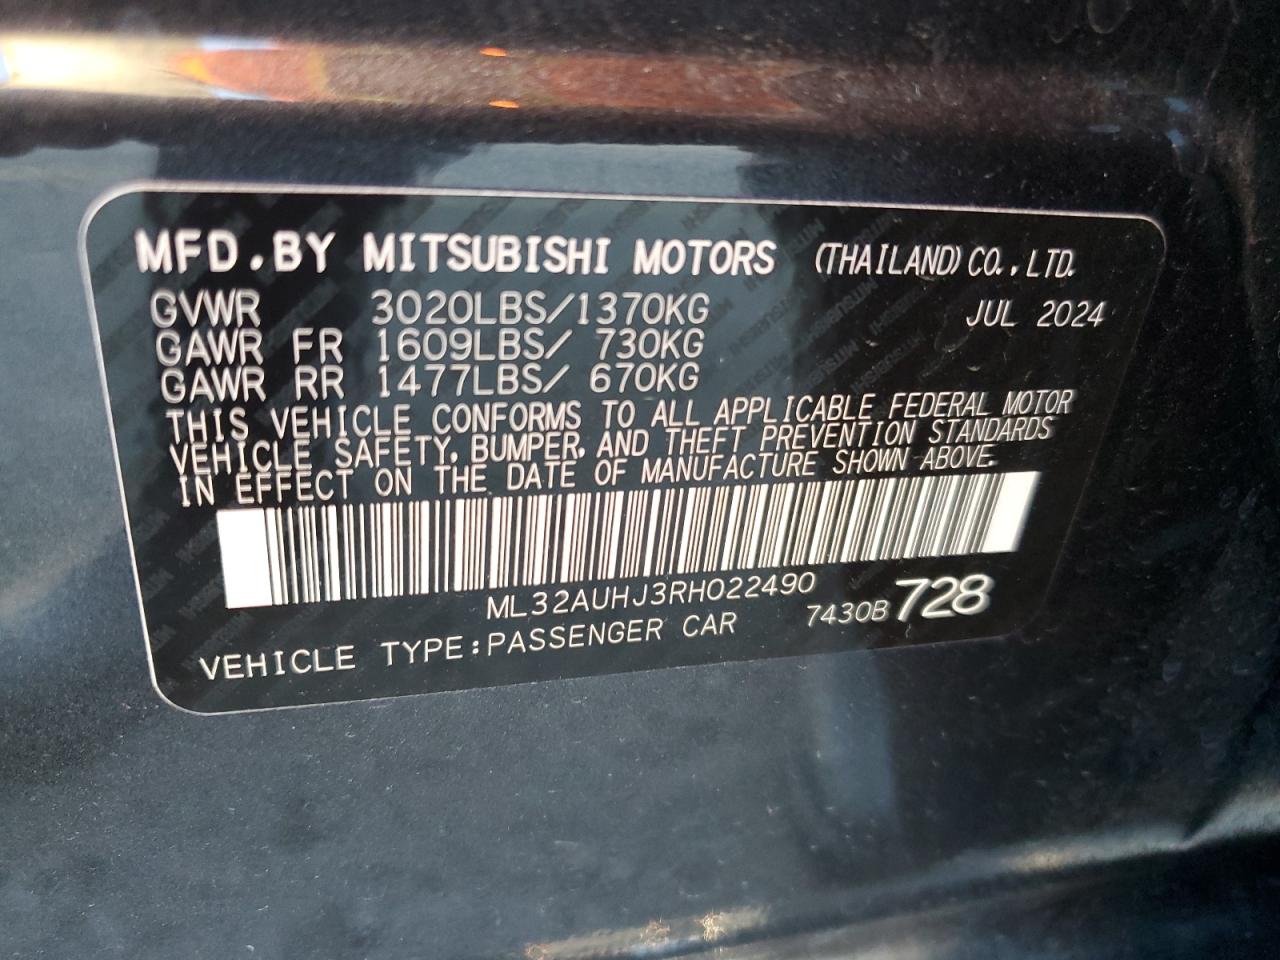 MFD.BY MITSUBISHI MOTORS (THAILAND)CO.,LTD.
GVWR 3020LBS/1370KG JUL 2024
GAWR FR 1609LBS/ 730KG
GAWR RR 1477LBS/ 670KG
THIS VEHICLE CONFORMS TO ALL APPLICABLE FEDERAL MOTOR
VEHICLE SAFETY, BUMPER, AND THEFT PREVENTION STANDARDS
IN EFFECT ON THE DATE OF MANUFACTURE SHOWN ABOVE.
ML32AUHJ3RH022490
VEHICLE TYPE:PASSENGER CAR 7430B728